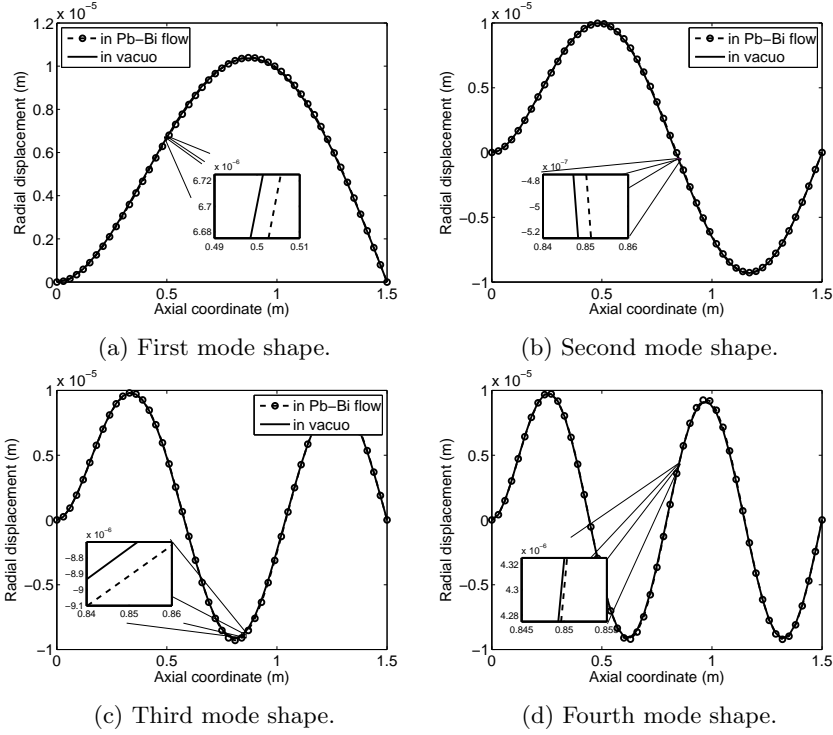 x 10⁻⁵
in Pb−Bi flow
in vacuo
Radial displacement (m)
1.2
1
0.8
0.6
0.4
0.2
0
x 10⁻⁶
6.72
6.7
6.68
0.49 0.5 0.51
0 0.5 1 1.5
Axial coordinate (m)
(a) First mode shape.
x 10⁻⁵
in Pb−Bi flow
in vacuo
Radial displacement (m)
1
0.5
0
−0.5
−1
x 10⁻⁷
−4.8
−5
−5.2
0.84 0.85 0.86
0 0.5 1 1.5
Axial coordinate (m)
(b) Second mode shape.
x 10⁻⁵
in Pb−Bi flow
in vacuo
Radial displacement (m)
1
0.5
0
−0.5
−1
x 10⁻⁶
−8.8
−8.9
−9
−9.1
0.84 0.85 0.86
0 0.5 1 1.5
Axial coordinate (m)
(c) Third mode shape.
x 10⁻⁵
Radial displacement (m)
1
0.5
0
−0.5
−1
x 10⁻⁶
4.32
4.3
4.28
0.845 0.85 0.855
0 0.5 1 1.5
Axial coordinate (m)
(d) Fourth mode shape.